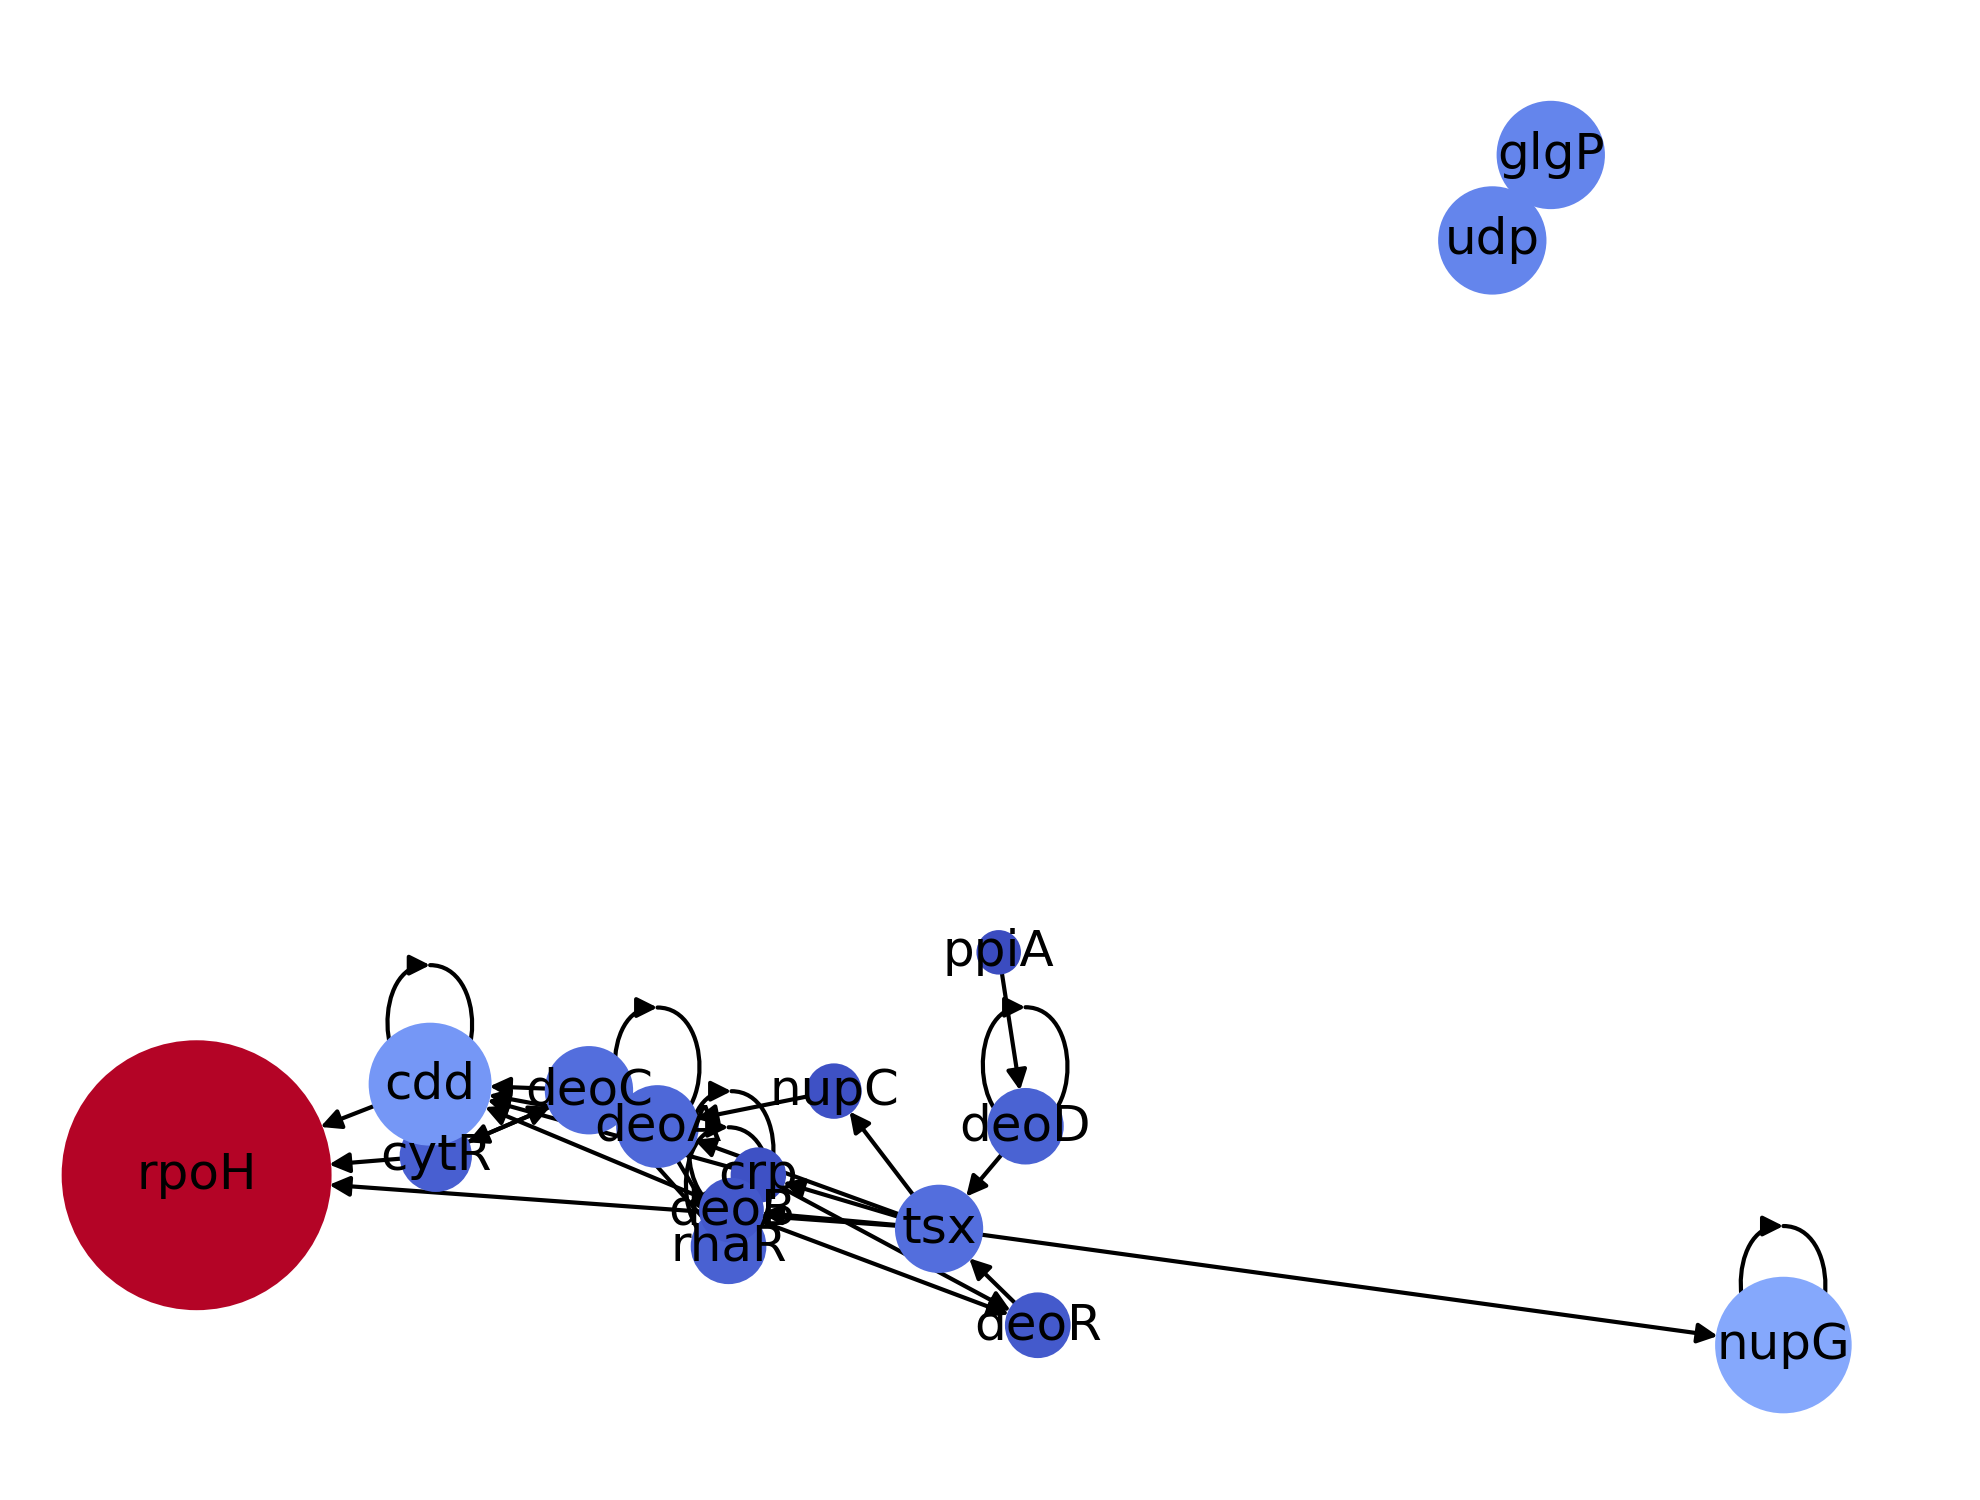 glgP
udp
ppiA
cdd
deoC
nupC
deoA
deoD
cytR
rpoH
crp
deoB
tsx
rhaR
deoR
nupG